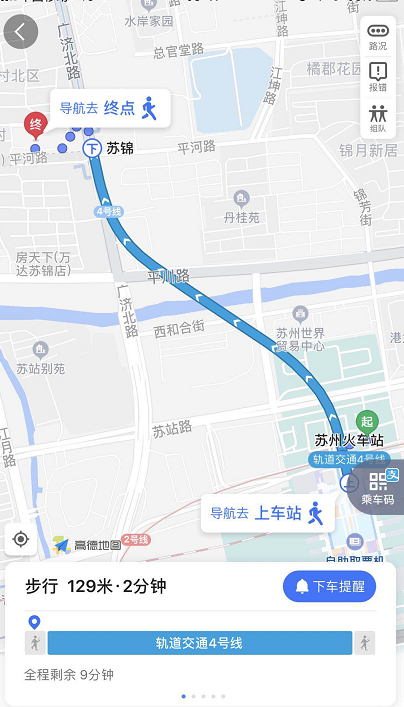 水岸家园
广济北路
总官堂路
江坤路
路况
村北区
橘郡花园
报错
导航去 终点
组队
终
平河路
下
苏锦
平河路
锦月新居
锦芳街
4号线
丹桂苑
房天下(万
达苏锦店)
平川路
广济北路
西和合街
苏州世界
贸易中心
苏站别苑
江月路
苏站路
起
苏州火车站
轨道交通4号线
上
乘车码
导航去 上车站
高德地图
2号线
自助取票机
步行 129米·2分钟
下车提醒
轨道交通4号线
全程剩余 9分钟